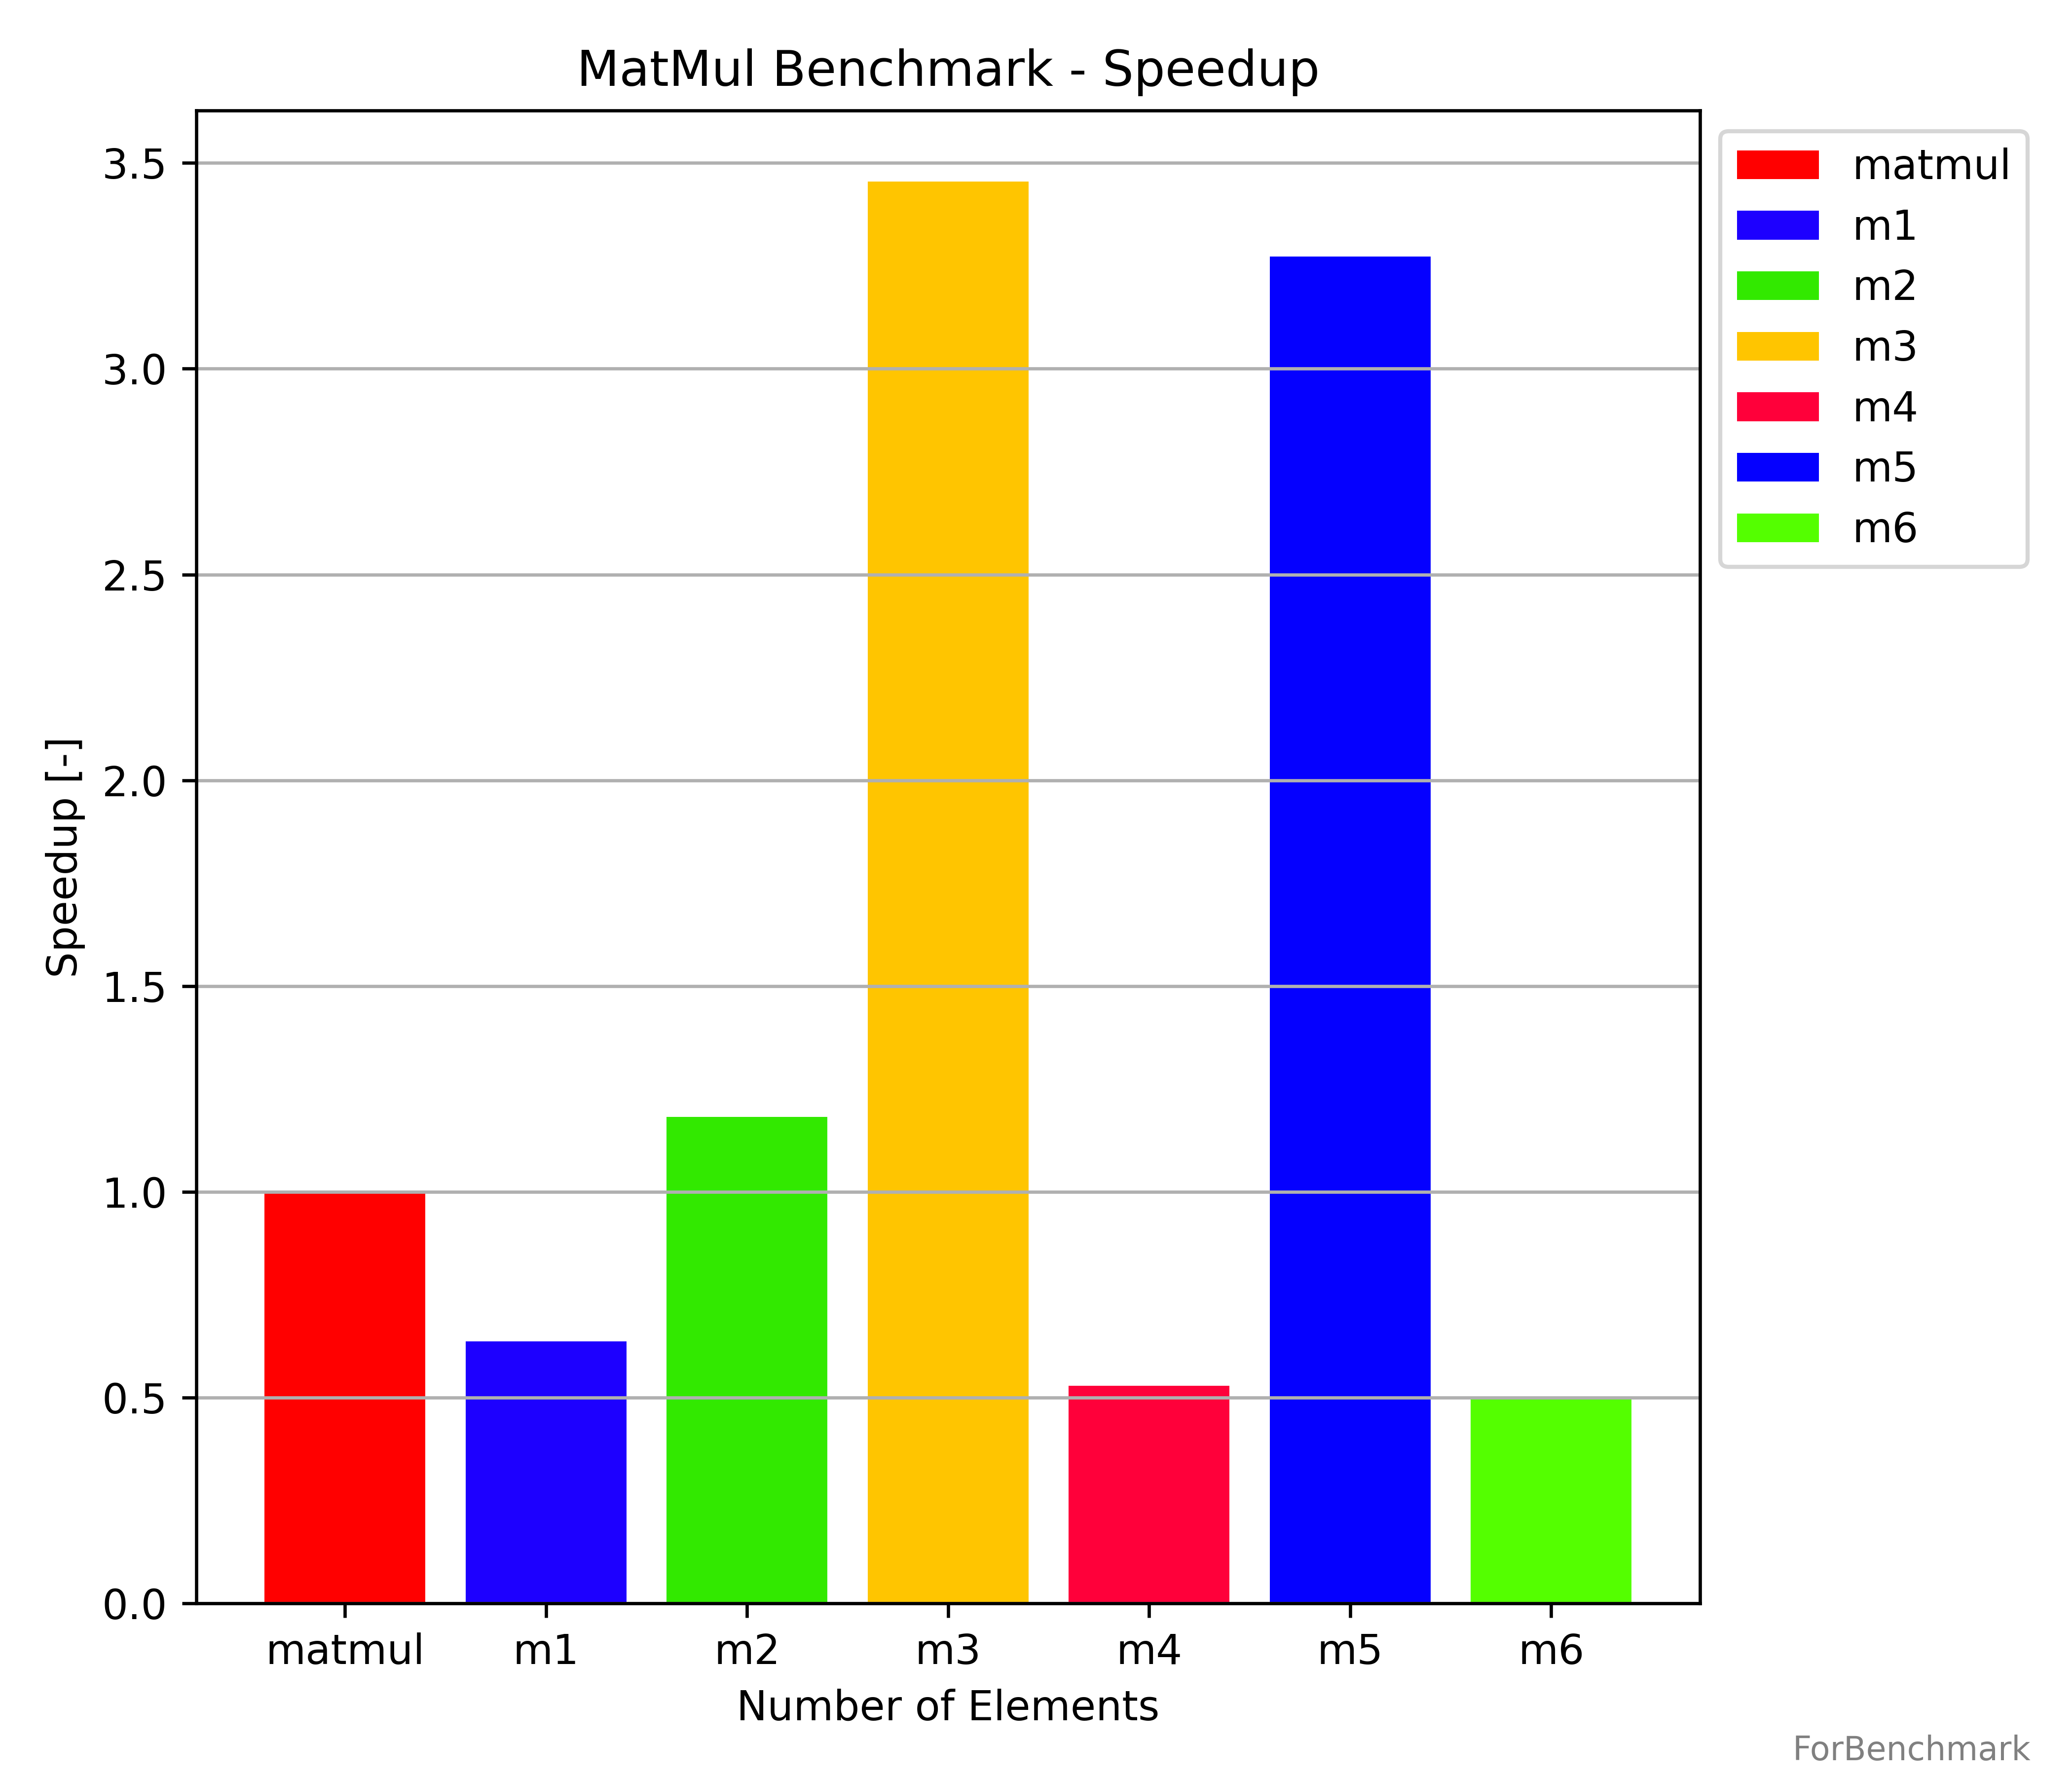 MatMul Benchmark - Speedup
Speedup [-]
3.5
3.0
2.5
2.0
1.5
1.0
0.5
0.0
matmul m1 m2 m3 m4 m5 m6
Number of Elements
matmul
m1
m2
m3
m4
m5
m6
ForBenchmark